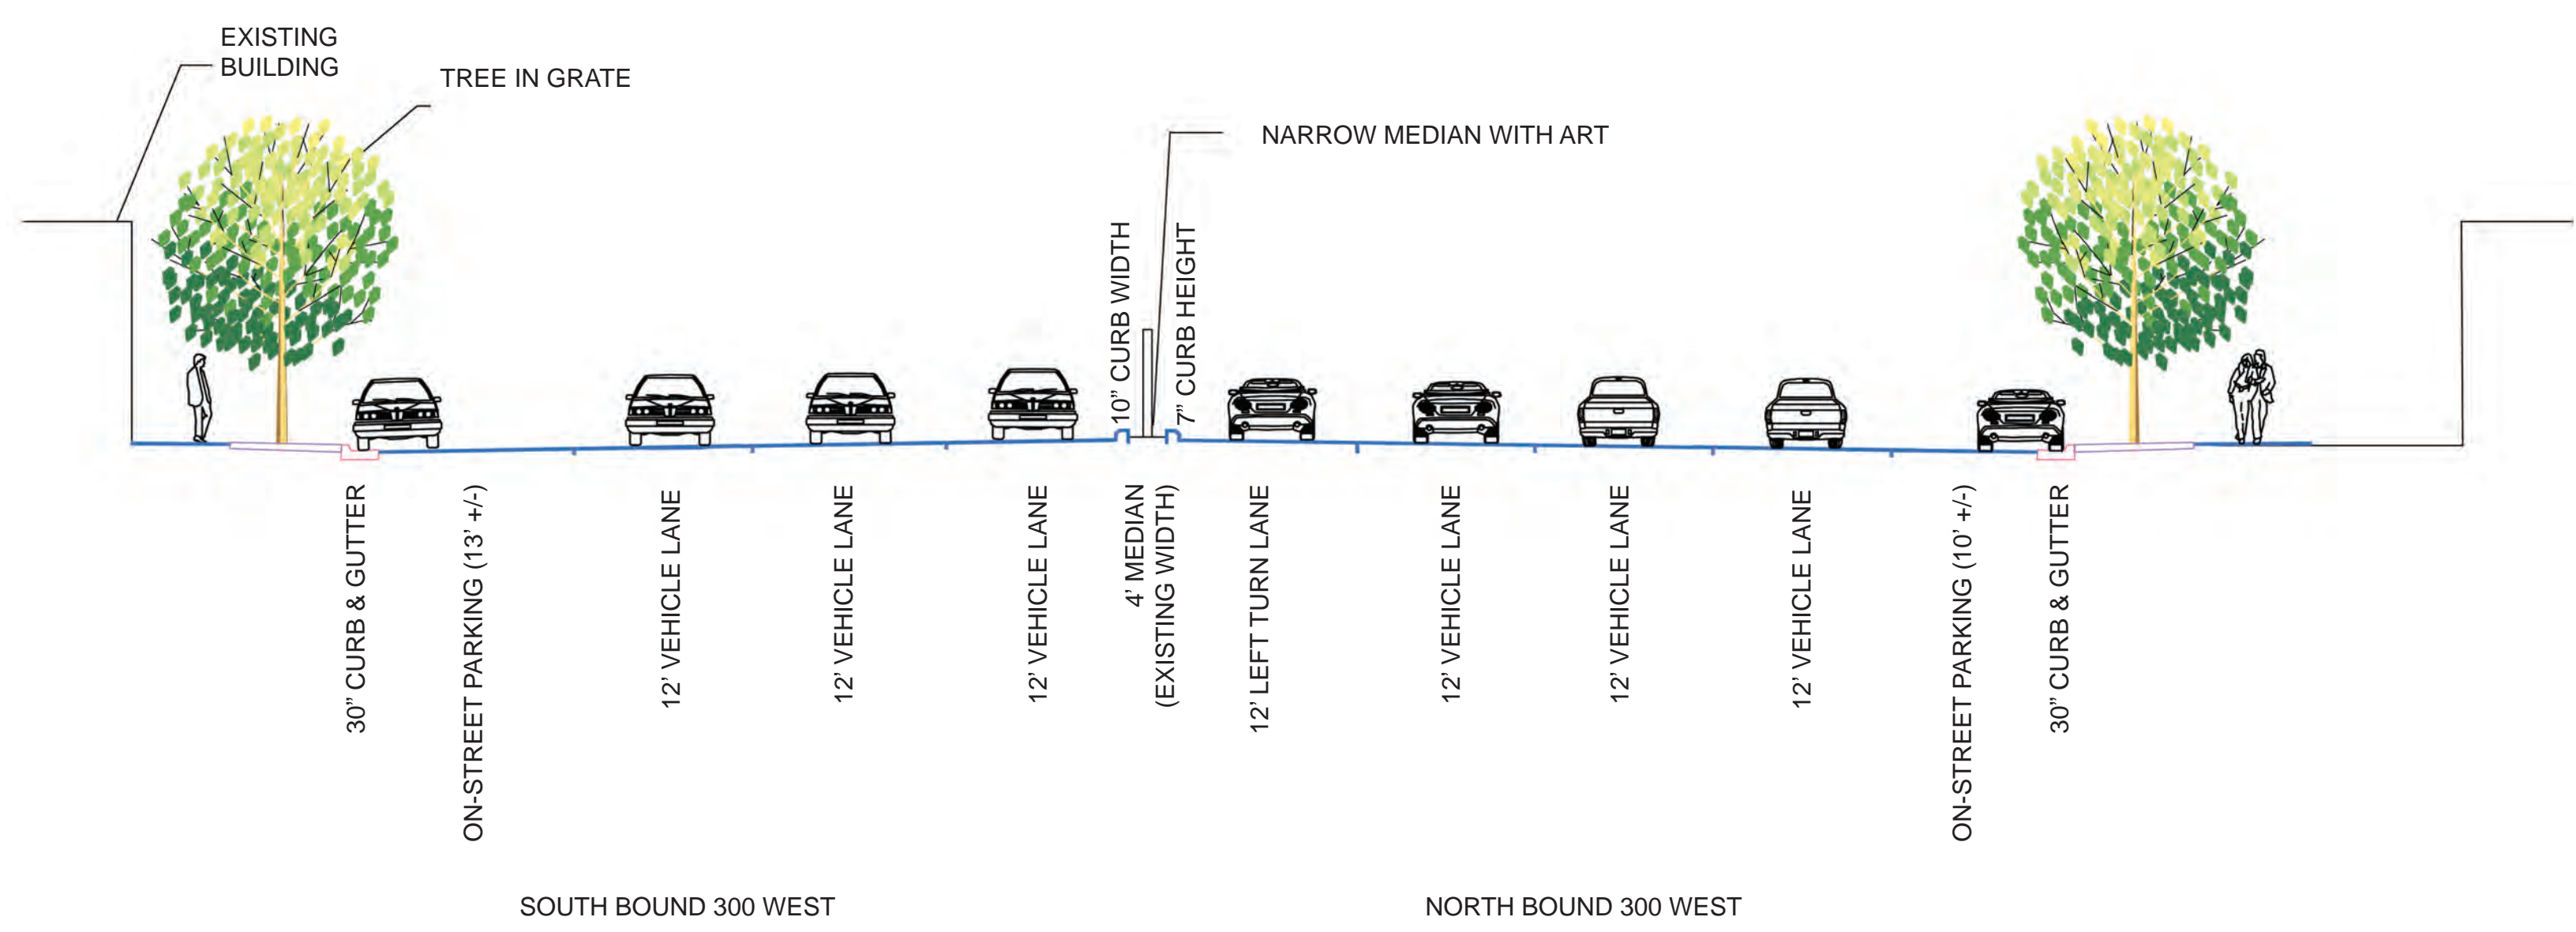 EXISTING
BUILDING
TREE IN GRATE
NARROW MEDIAN WITH ART
10” CURB WIDTH
7” CURB HEIGHT
30” CURB & GUTTER
ON-STREET PARKING (13’ +/-)
12’ VEHICLE LANE
12’ VEHICLE LANE
12’ VEHICLE LANE
4’ MEDIAN
(EXISTING WIDTH)
12’ LEFT TURN LANE
12’ VEHICLE LANE
12’ VEHICLE LANE
12’ VEHICLE LANE
ON-STREET PARKING (10’ +/-)
30” CURB & GUTTER
SOUTH BOUND 300 WEST
NORTH BOUND 300 WEST